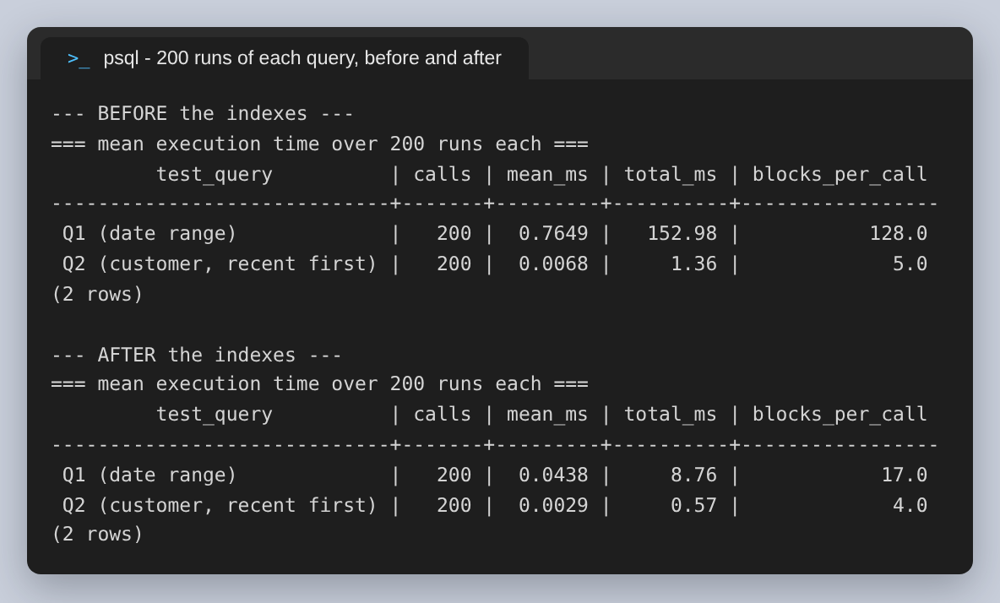 >_ psql - 200 runs of each query, before and after
--- BEFORE the indexes ---
=== mean execution time over 200 runs each ===
         test_query          | calls | mean_ms | total_ms | blocks_per_call
-----------------------------+-------+---------+----------+-----------------
 Q1 (date range)             |   200 |  0.7649 |   152.98 |           128.0
 Q2 (customer, recent first) |   200 |  0.0068 |     1.36 |             5.0
(2 rows)

--- AFTER the indexes ---
=== mean execution time over 200 runs each ===
         test_query          | calls | mean_ms | total_ms | blocks_per_call
-----------------------------+-------+---------+----------+-----------------
 Q1 (date range)             |   200 |  0.0438 |     8.76 |            17.0
 Q2 (customer, recent first) |   200 |  0.0029 |     0.57 |             4.0
(2 rows)